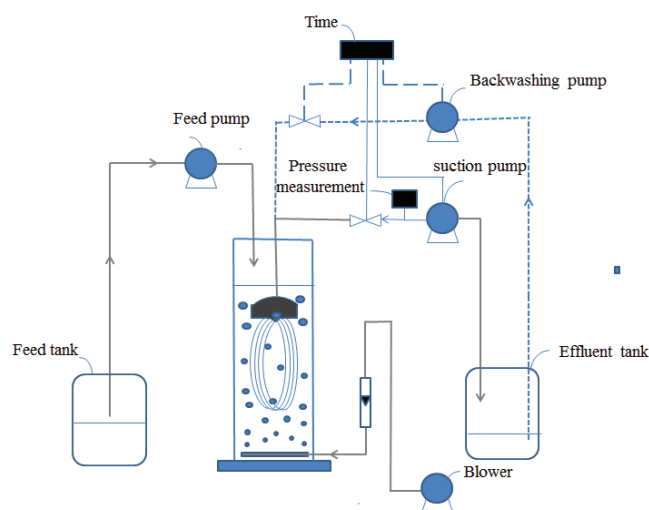 Time
Backwashing pump
Feed pump
Pressure
measurement
suction pump
Feed tank
Effluent tank
Blower